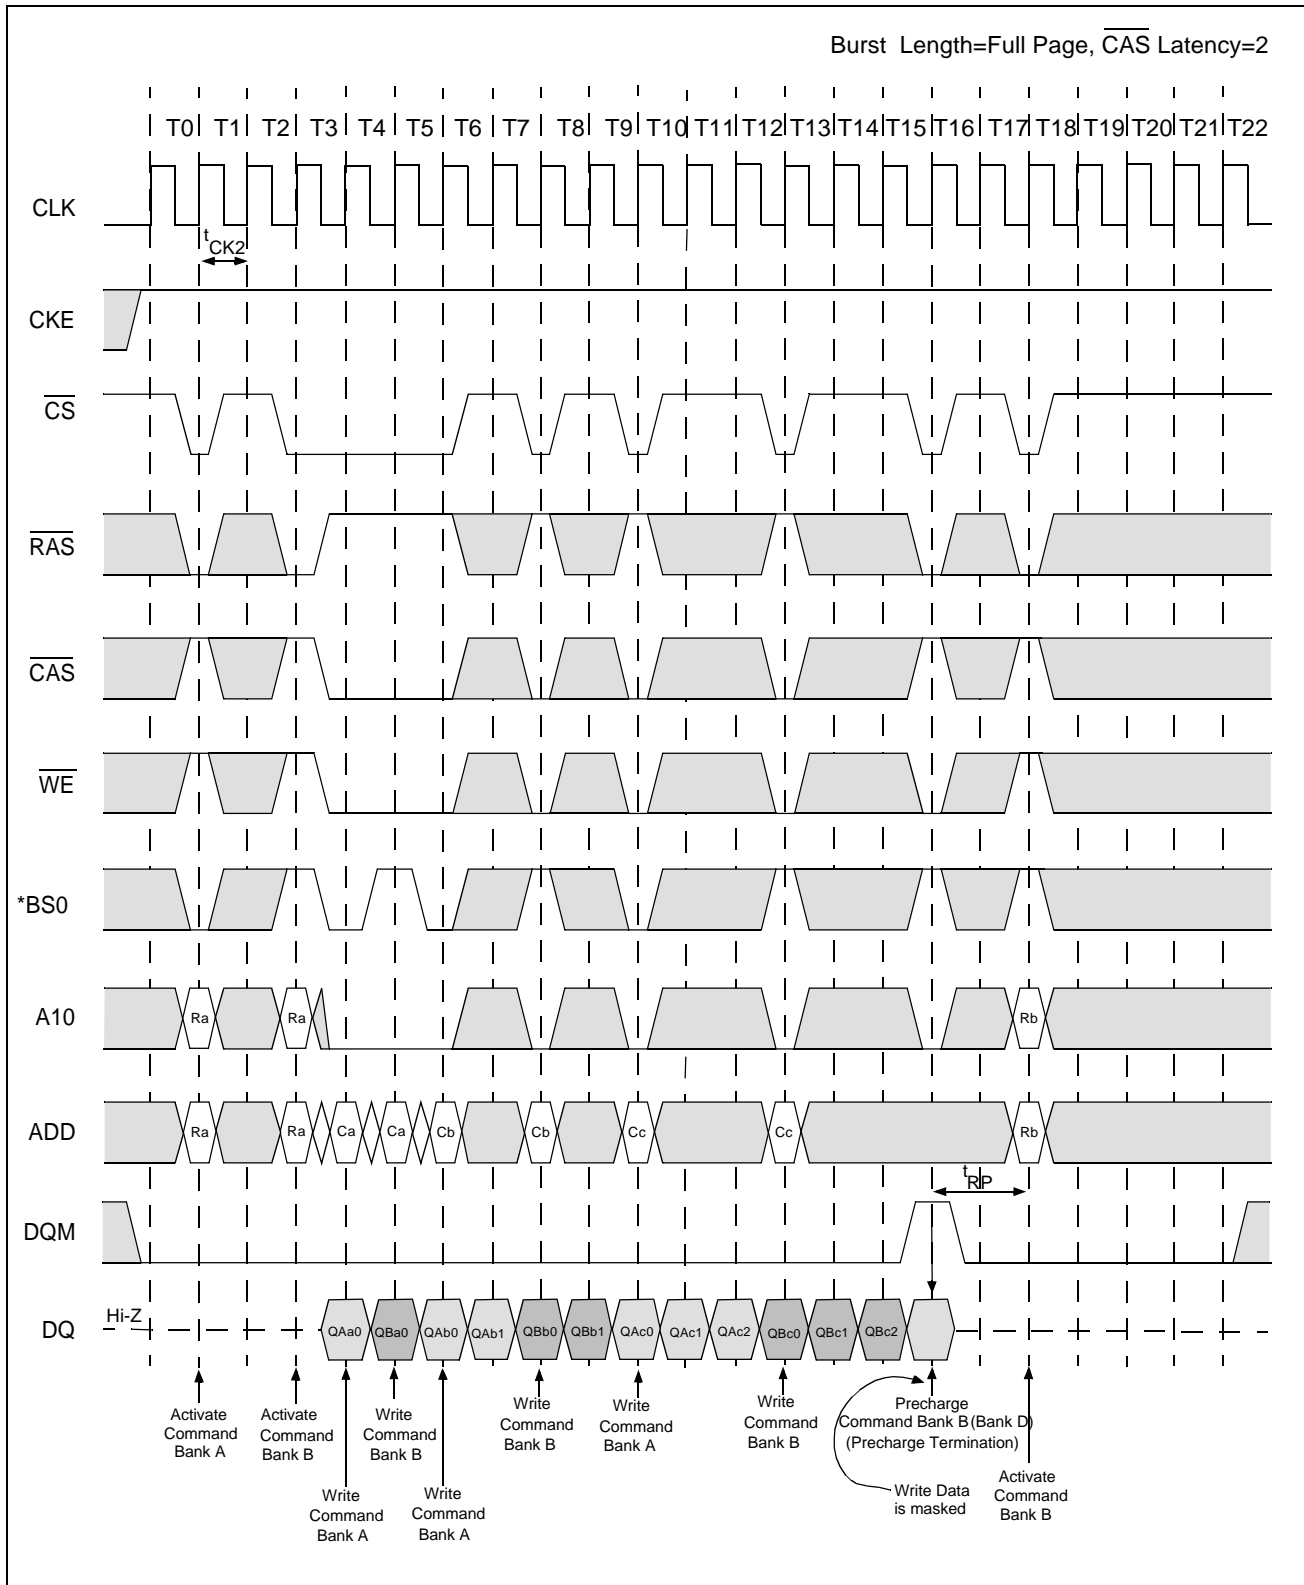 Burst Length=Full Page, CAS Latency=2
T0 T1 T2 T3 T4 T5 T6 T7 T8 T9 T10 T11 T12 T13 T14 T15 T16 T17 T18 T19 T20 T21 T22
CLK
tCK2
CKE
CS
RAS
CAS
WE
*BS0
A10
Ra Ra Rb
ADD
Ra Ra Ca Ca Cb Cb Cc Cc Rb
tRP
DQM
DQ
Hi-Z
QAa0 QBa0 QAb0 QAb1 QBb0 QBb1 QAc0 QAc1 QAc2 QBc0 QBc1 QBc2
Activate
Command
Bank A
Activate
Command
Bank B
Write
Command
Bank B
Write
Command
Bank B
Write
Command
Bank A
Write
Command
Bank B
Precharge
Command Bank B (Bank D)
(Precharge Termination)
Write
Command
Bank A
Write
Command
Bank A
Write Data
is masked
Activate
Command
Bank B